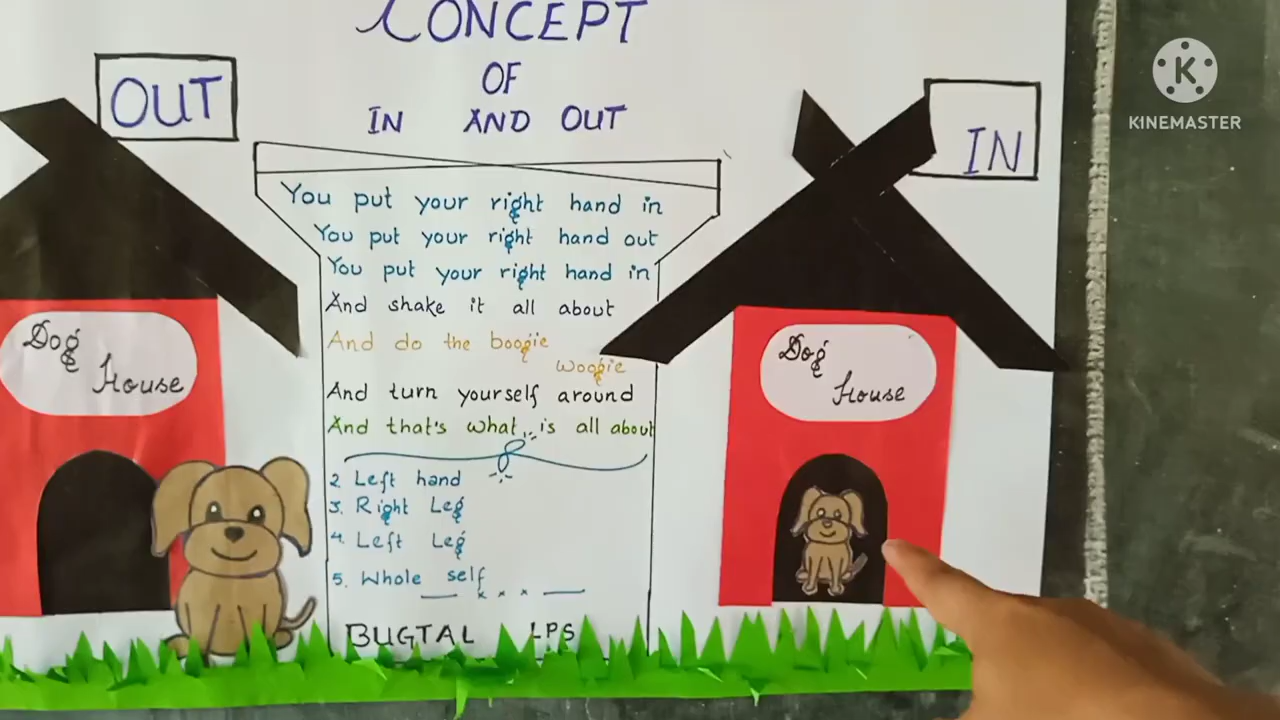 CONCEPT
OF
IN AND OUT
OUT
IN
You put your right hand in
You put your right hand out
You put your right hand in
And shake it all about
And do the boogie
woogie
And turn yourself around
And that's what is all about
2. Left hand
3. Right Leg
4. Left Leg
5. Whole self
BUGTAL LPS
Dog
House
Dog
House
K
KINEMASTER